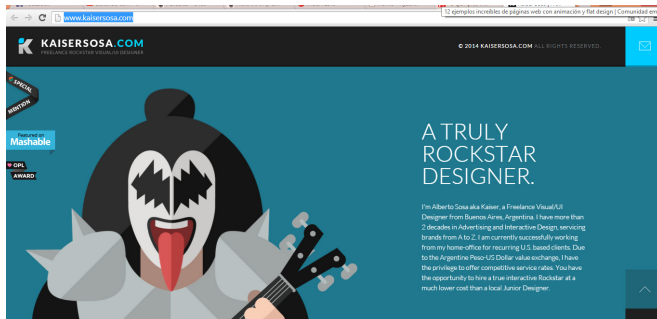 12 ejemplos increíbles de páginas web con animación y flat design | Comunidad em
www.kaisersosa.com
KAISERSOSA.COM
FREELANCE ROCKSTAR VISUAL/UI DESIGNER
© 2014 KAISERSOSA.COM ALL RIGHTS RESERVED.
SPECIAL
MENTION
Featured on
Mashable
OPL
AWARD
A TRULY
ROCKSTAR
DESIGNER.
I'm Alberto Sosa aka Kaiser, a Freelance Visual/UI
Designer from Buenos Aires, Argentina. I have more than
2 decades in Advertising and Interactive Design, servicing
brands from A to Z. I am currently successfully working
from my home-office for recurring U.S. based clients. Due
to the Argentine Peso-US Dollar value exchange, I have
the privilege to offer competitive service rates. You have
the opportunity to hire a true interactive Rockstar at a
much lower cost than a local Junior Designer.